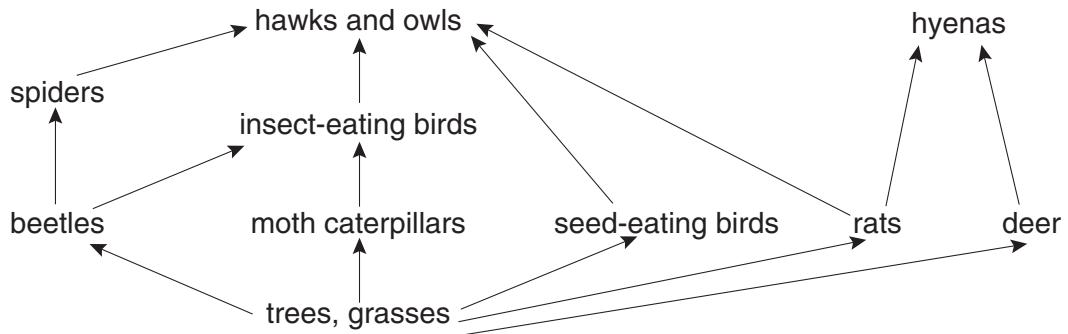 hawks and owls
hyenas
spiders
insect-eating birds
beetles
moth caterpillars
seed-eating birds
rats
deer
trees, grasses